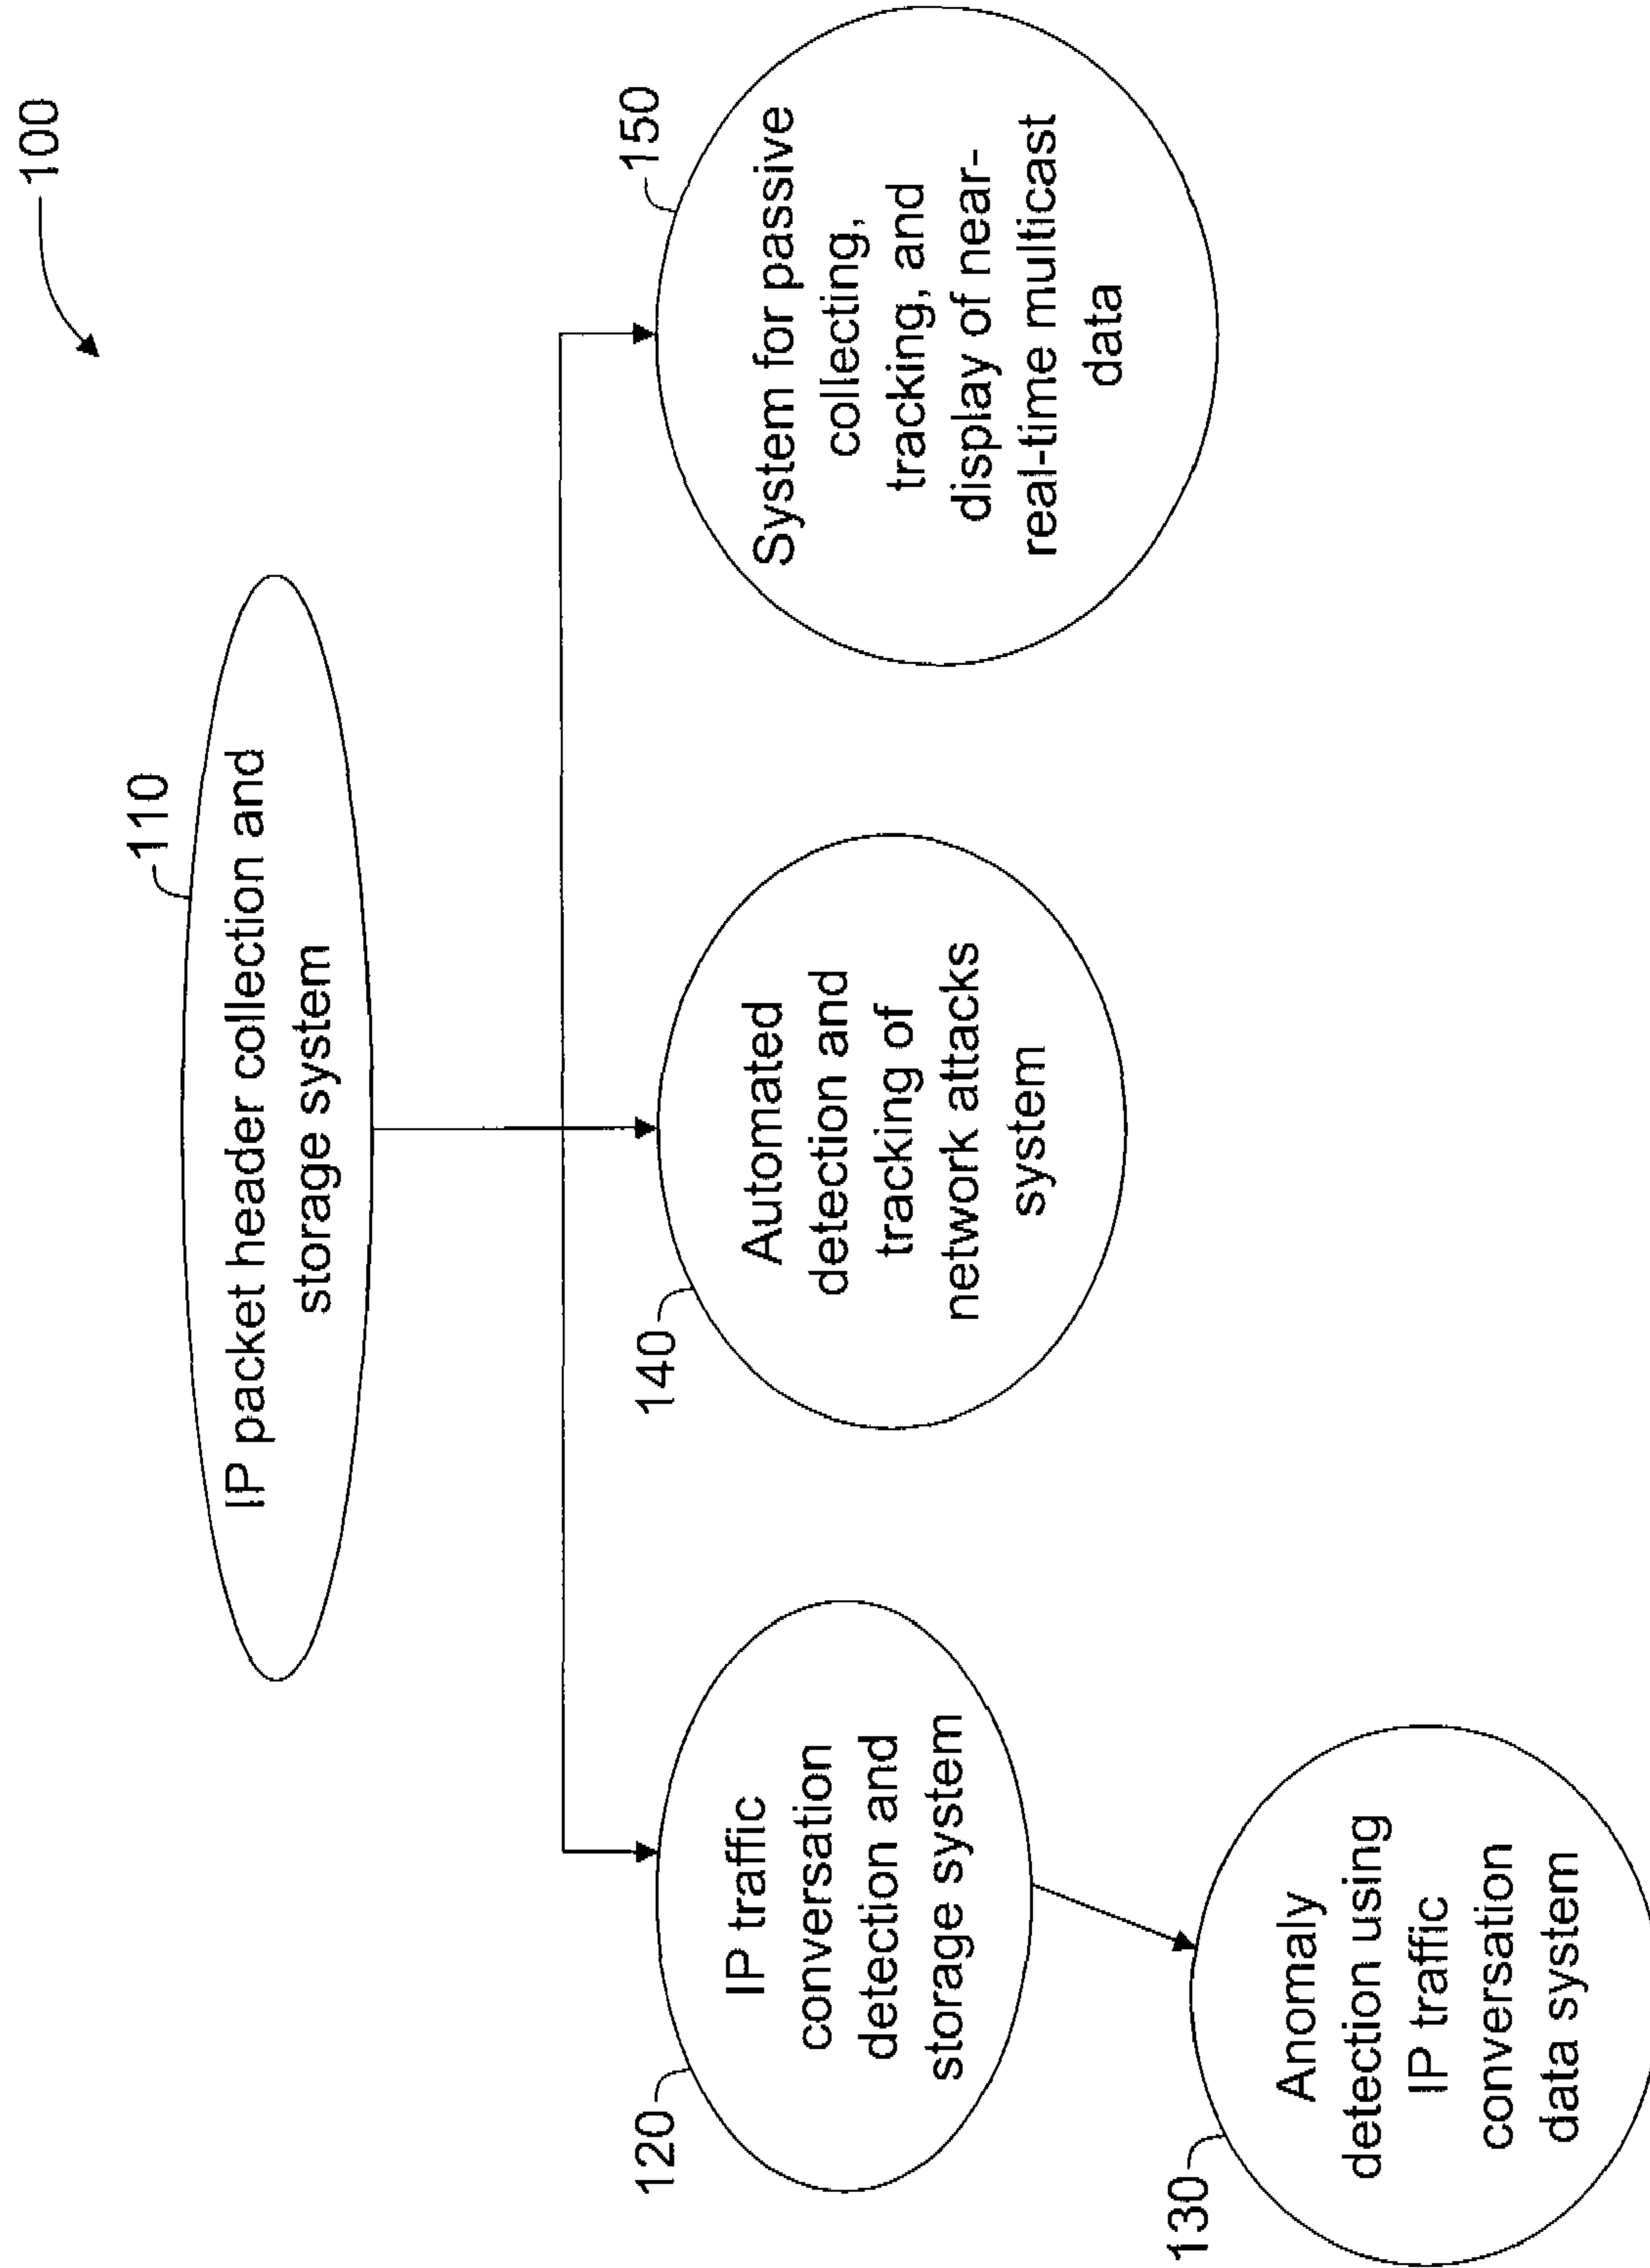 100
110
IP packet header collection and
storage system
120
IP traffic
conversation
detection and
storage system
140
Automated
detection and
tracking of
network attacks
system
150
System for passive
collecting,
tracking, and
display of near-
real-time multicast
data
130
Anomaly
detection using
IP traffic
conversation
data system